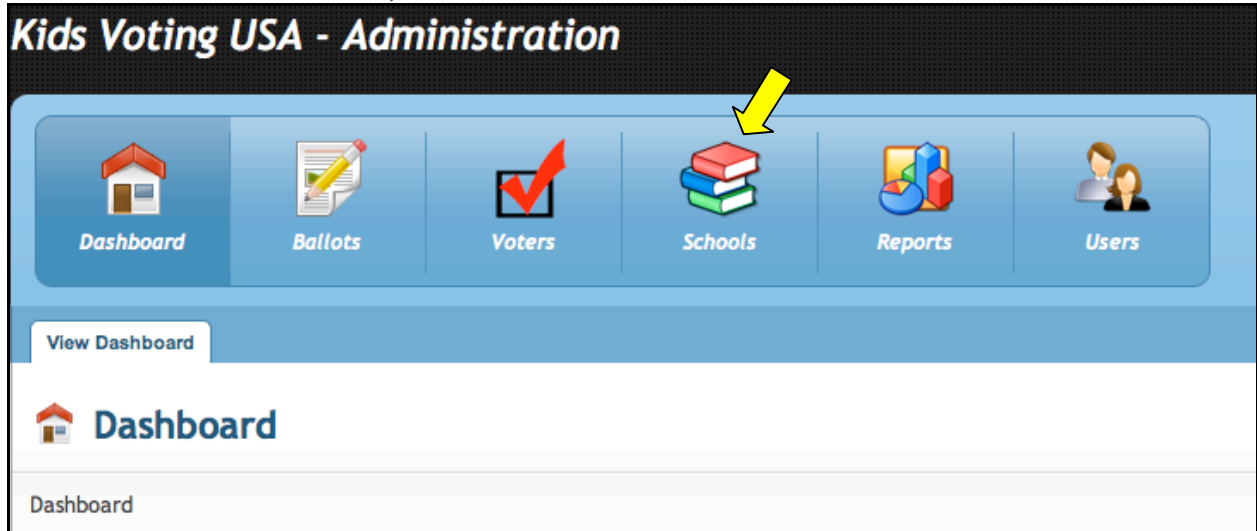 Kids Voting USA - Administration
Dashboard Ballots Voters Schools Reports Users
View Dashboard
Dashboard
Dashboard